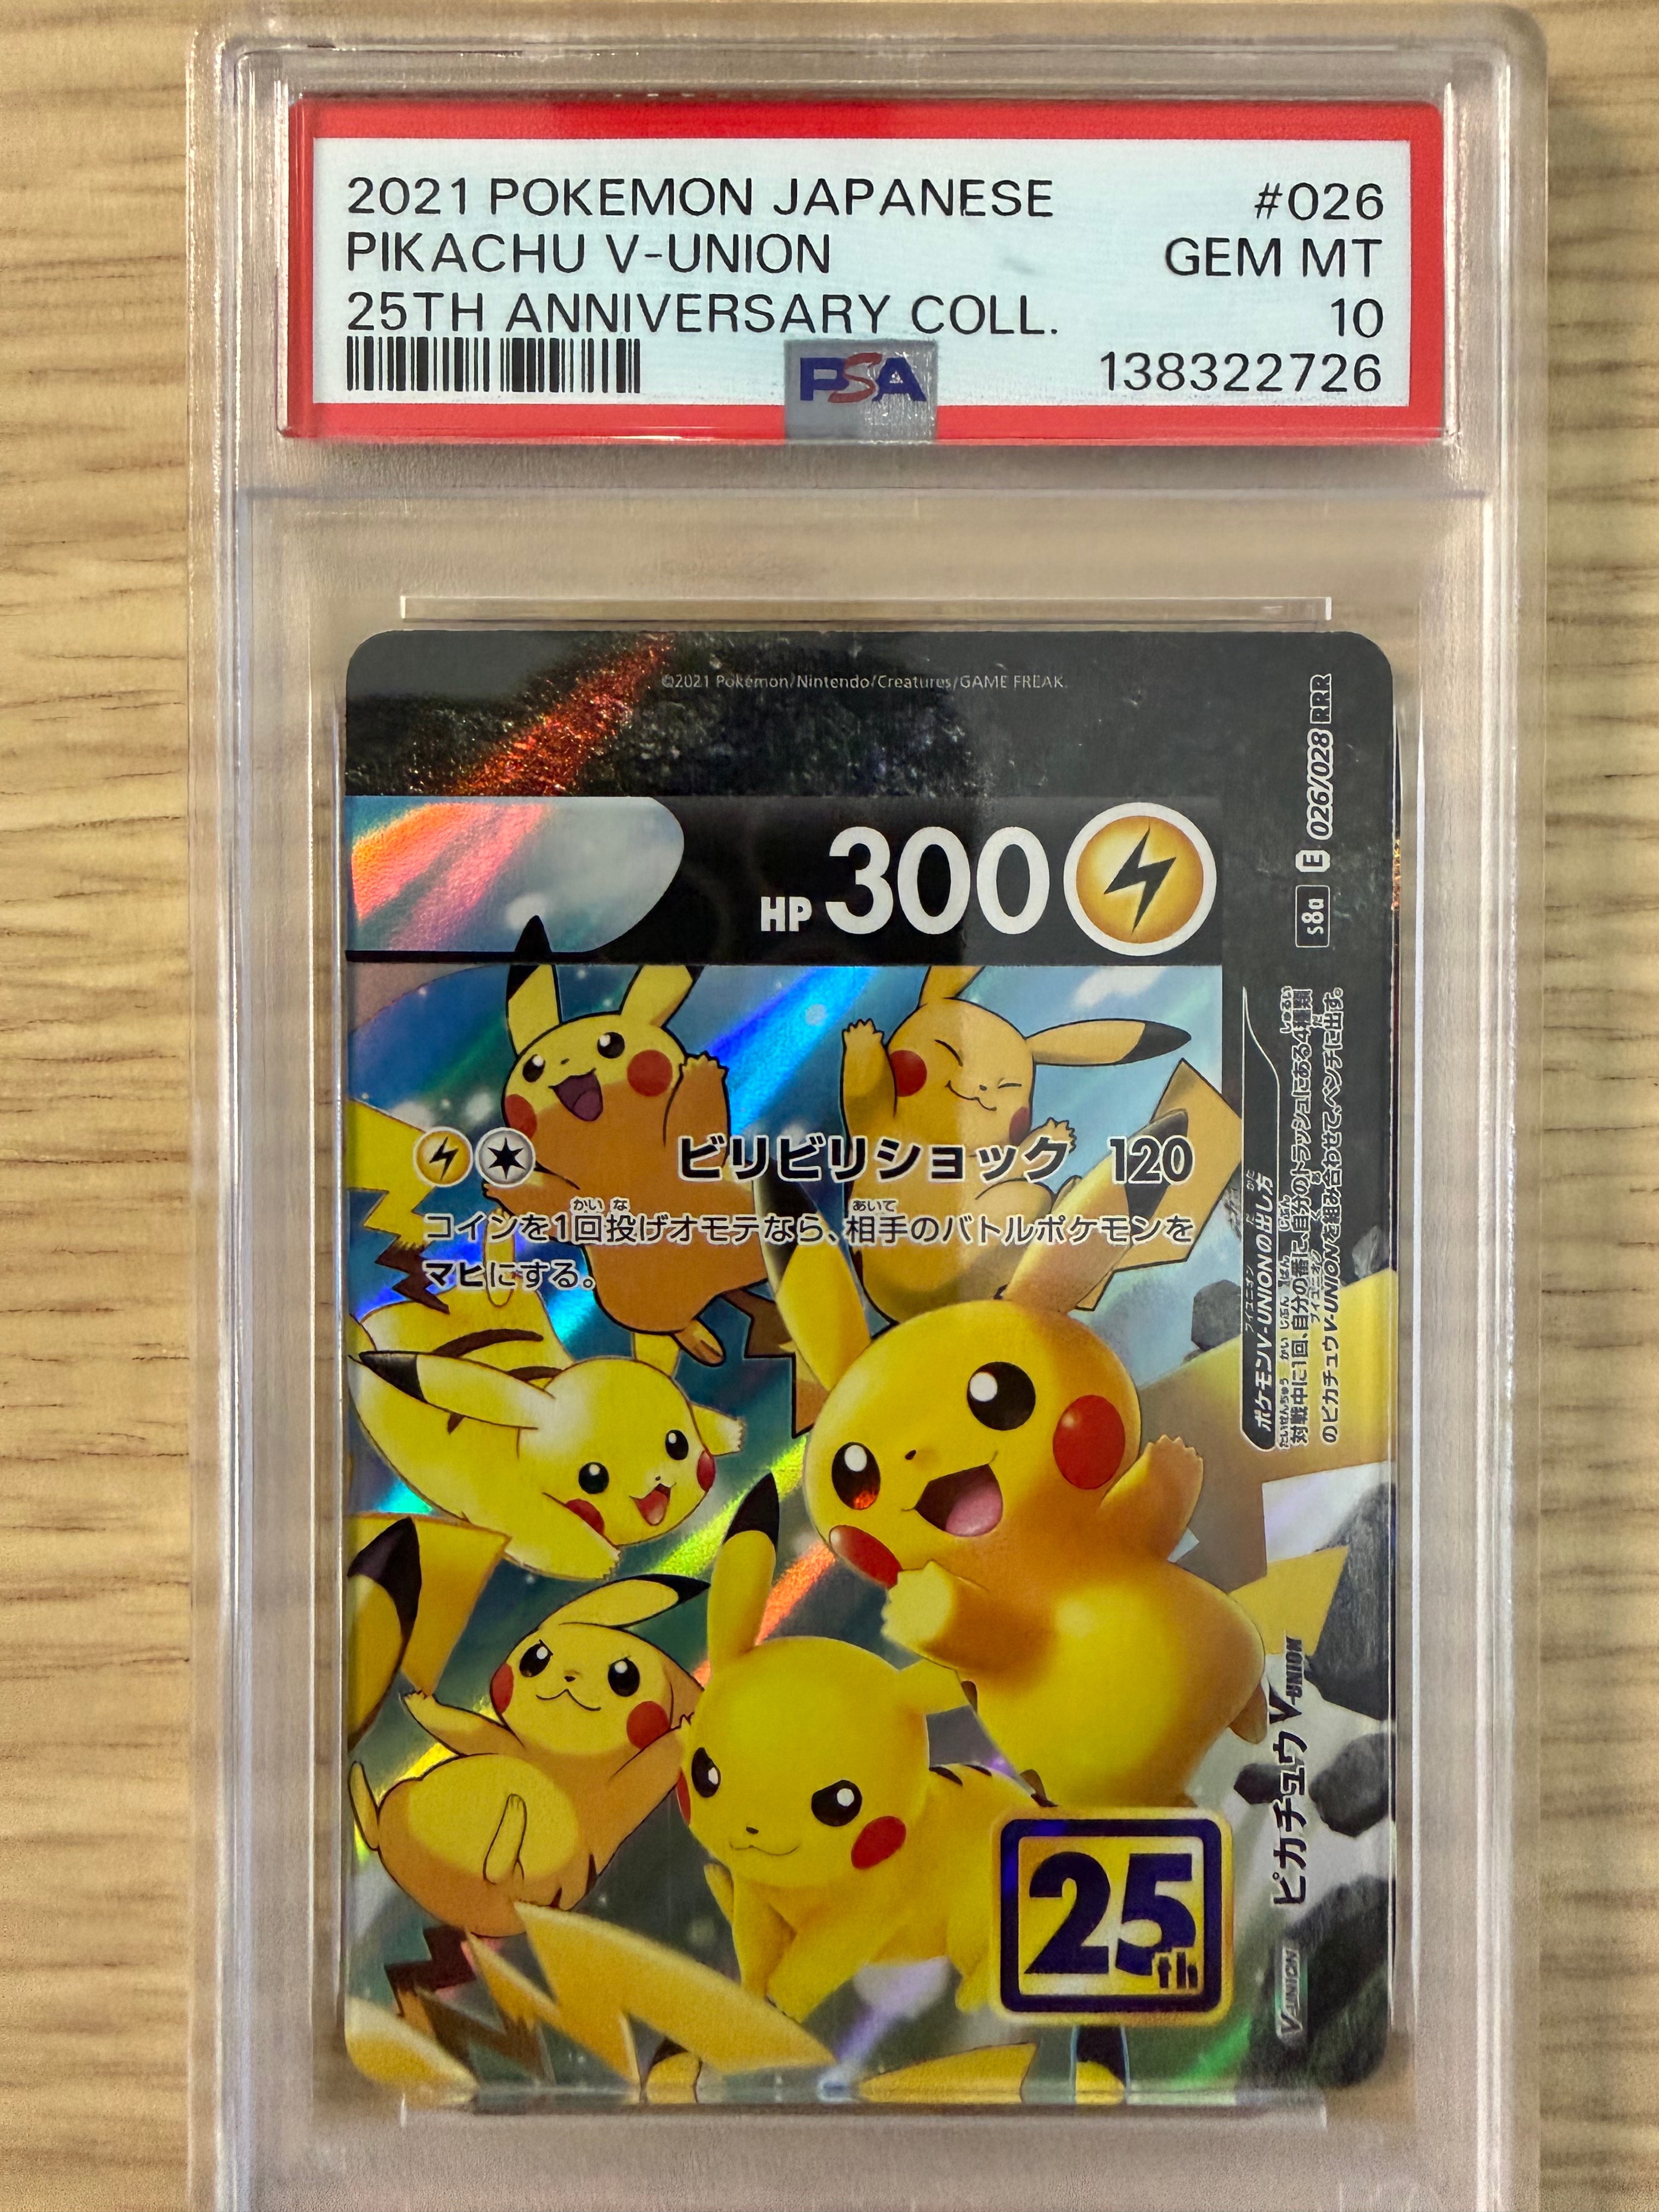 2021 POKEMON JAPANESE #026
PIKACHU V-UNION GEM MT
25TH ANNIVERSARY COLL. 10
PSA 138322726
©2021 Pokémon/Nintendo/Creatures/GAME FREAK.
HP 300
ビリビリショック 120
コインを1回投げオモテなら、相手のバトルポケモンを
マヒにする。
25th
s8a E 026/028 RRR
ポケモンV-UNIONの出し方
対戦中に1回、自分の番に、自分のトラッシュにある4種類
のピカチュウV-UNIONを組み合わせて、ベンチに出す。
ピカチュウV-UNION
V-UNION